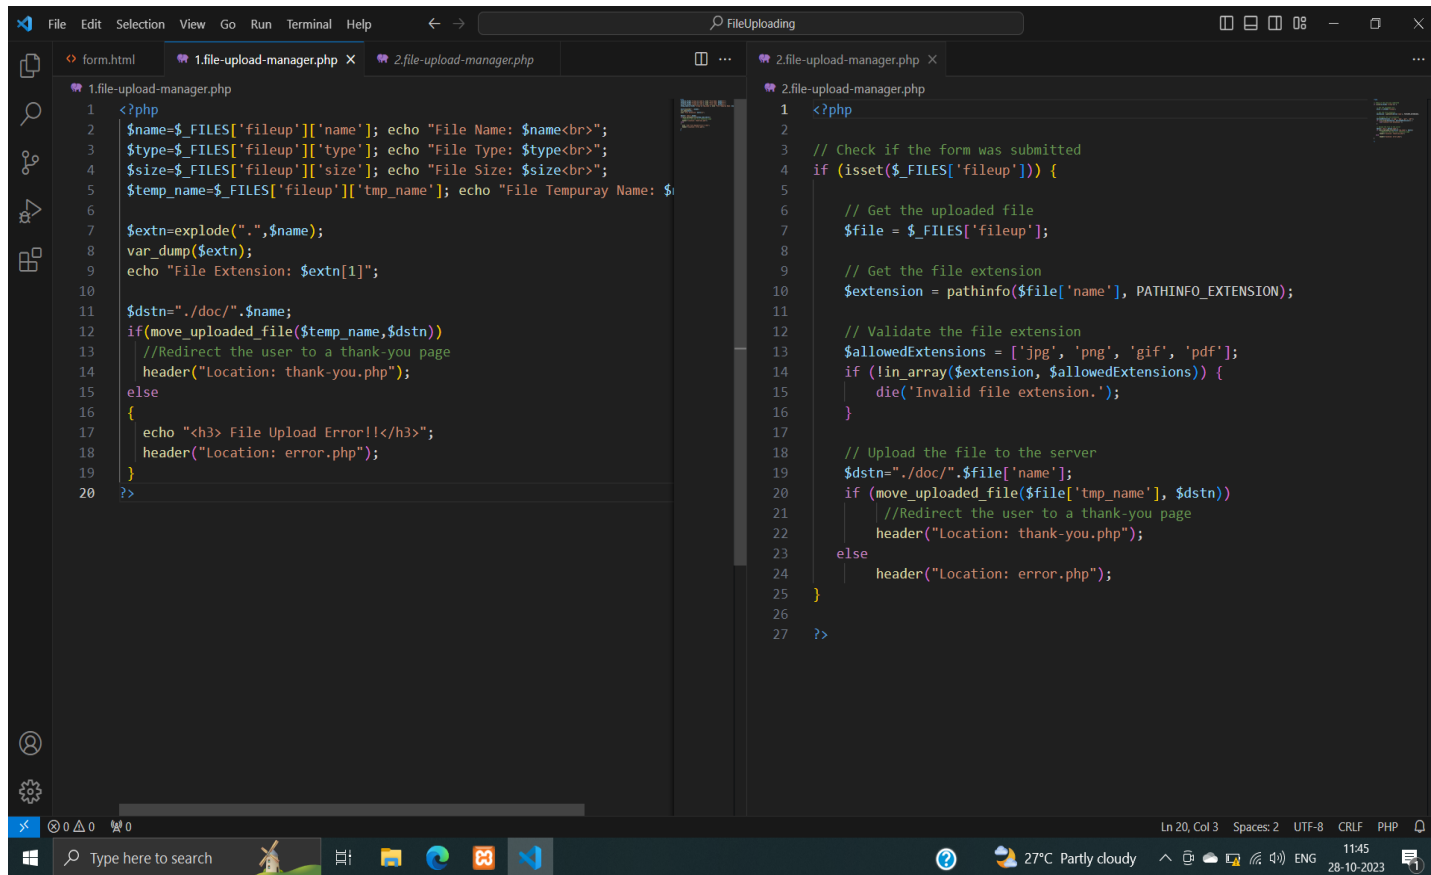 File Edit Selection View Go Run Terminal Help
FileUploading
form.html
1.file-upload-manager.php
2.file-upload-manager.php
1.file-upload-manager.php
1 <?php
2 $name=$_FILES['fileup']['name']; echo "File Name: $name<br>";
3 $type=$_FILES['fileup']['type']; echo "File Type: $type<br>";
4 $size=$_FILES['fileup']['size']; echo "File Size: $size<br>";
5 $temp_name=$_FILES['fileup']['tmp_name']; echo "File Tempuray Name:
6
7 $extn=explode(".",$name);
8 var_dump($extn);
9 echo "File Extension: $extn[1]";
10
11 $dstn="./doc/".$name;
12 if(move_uploaded_file($temp_name,$dstn))
13 //Redirect the user to a thank-you page
14 header("Location: thank-you.php");
15 else
16 {
17 echo "<h3> File Upload Error!!</h3>";
18 header("Location: error.php");
19 }
20 ?>
2.file-upload-manager.php
2.file-upload-manager.php
1 <?php
2
3 // Check if the form was submitted
4 if (isset($_FILES['fileup'])) {
5
6 // Get the uploaded file
7 $file = $_FILES['fileup'];
8
9 // Get the file extension
10 $extension = pathinfo($file['name'], PATHINFO_EXTENSION);
11
12 // Validate the file extension
13 $allowedExtensions = ['jpg', 'png', 'gif', 'pdf'];
14 if (!in_array($extension, $allowedExtensions)) {
15 die('Invalid file extension.');
16 }
17
18 // Upload the file to the server
19 $dstn="./doc/".$file['name'];
20 if (move_uploaded_file($file['tmp_name'], $dstn))
21 //Redirect the user to a thank-you page
22 header("Location: thank-you.php");
23 else
24 header("Location: error.php");
25 }
26
27 ?>
0 0 0
Ln 20, Col 3 Spaces: 2 UTF-8 CRLF PHP
Type here to search
27°C Partly cloudy
ENG
11:45
28-10-2023
1